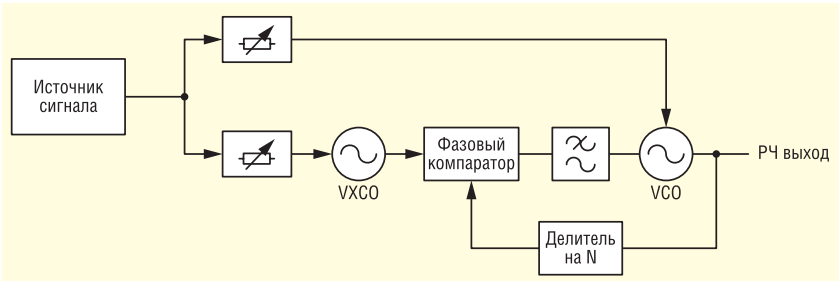 Источник
сигнала
Фазовый
компаратор
VXCO
VCO
РЧ выход
Делитель
на N